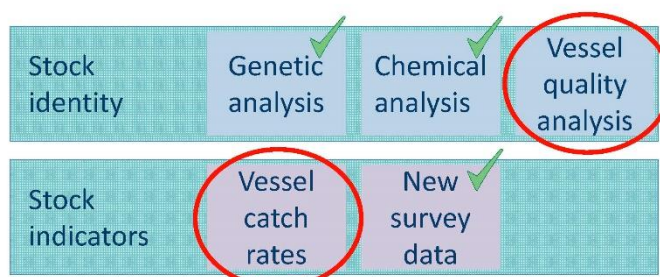 Stock
identity
Genetic
analysis
Chemical
analysis
Vessel
quality
analysis
Stock
indicators
Vessel
catch
rates
New
survey
data